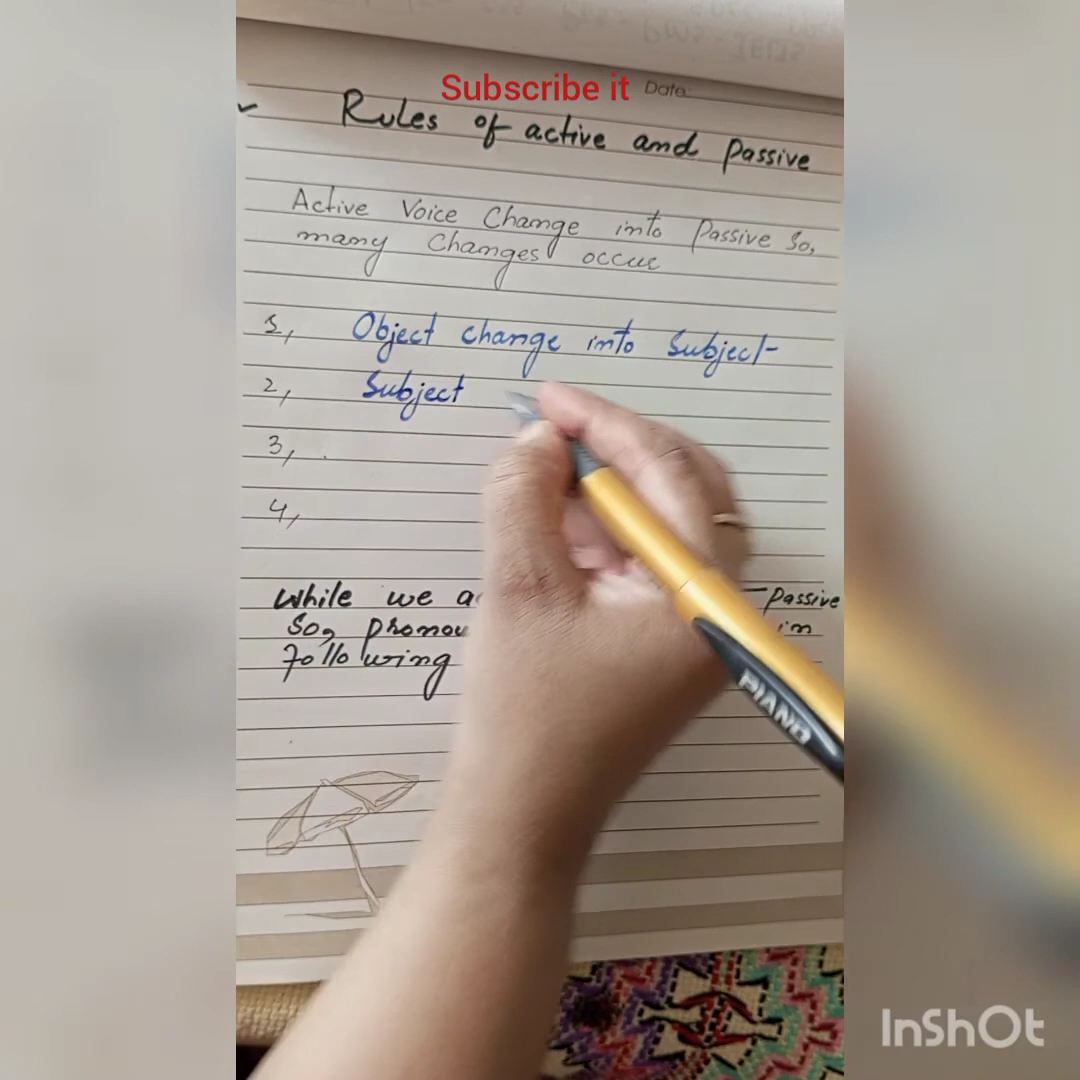 Subscribe it
Date:
Rules of active and passive
Active Voice Change into Passive So,
many Changes occur
1, Object change into Subject
2, Subject
3,
4,
While we a Passive
So, pronou in
following
PIANO
InShOt